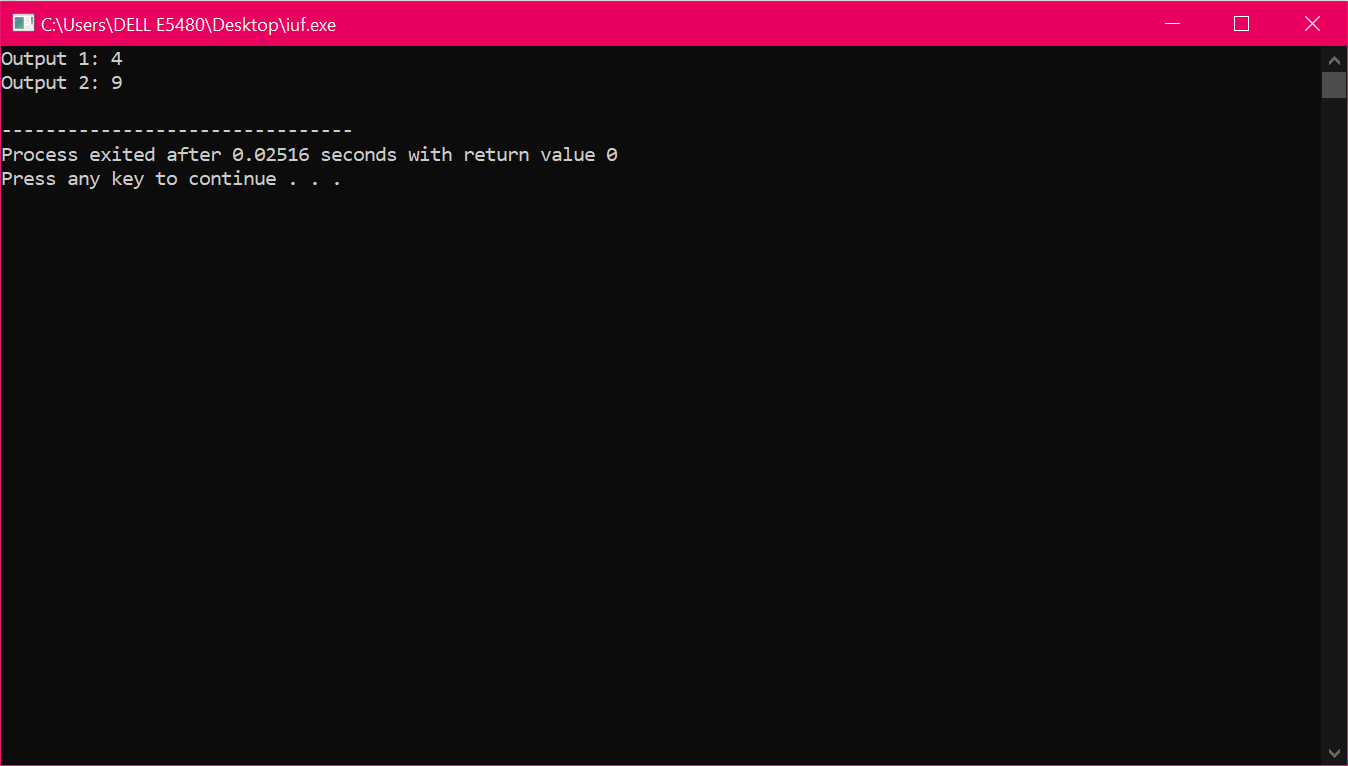 C:\Users\DELL E5480\Desktop\iuf.exe
Output 1: 4
Output 2: 9
--------------------------------
Process exited after 0.02516 seconds with return value 0
Press any key to continue . . .